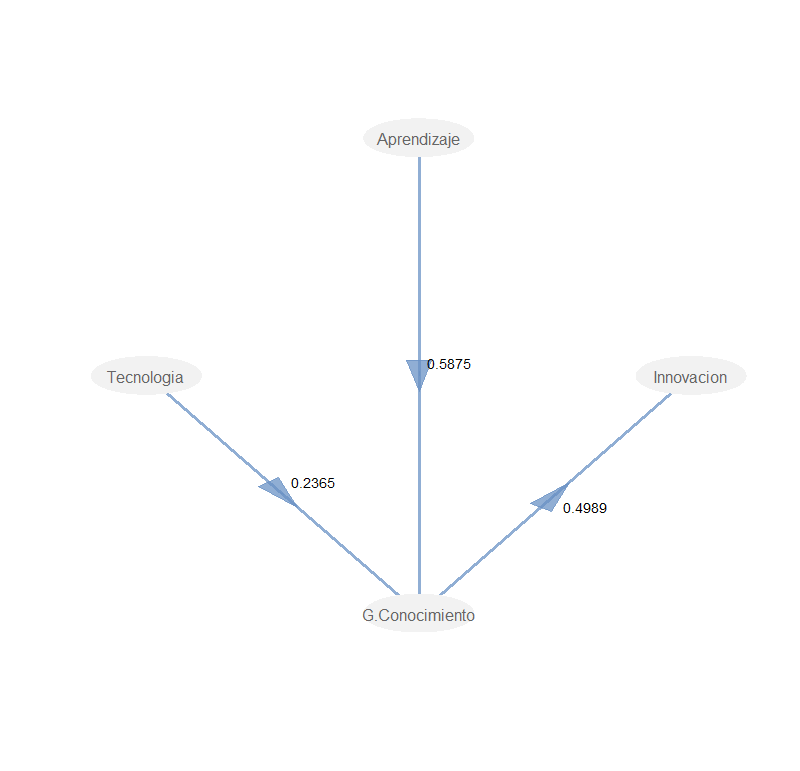 Aprendizaje
0.5875
Tecnologia
Innovacion
0.2365
0.4989
G.Conocimiento